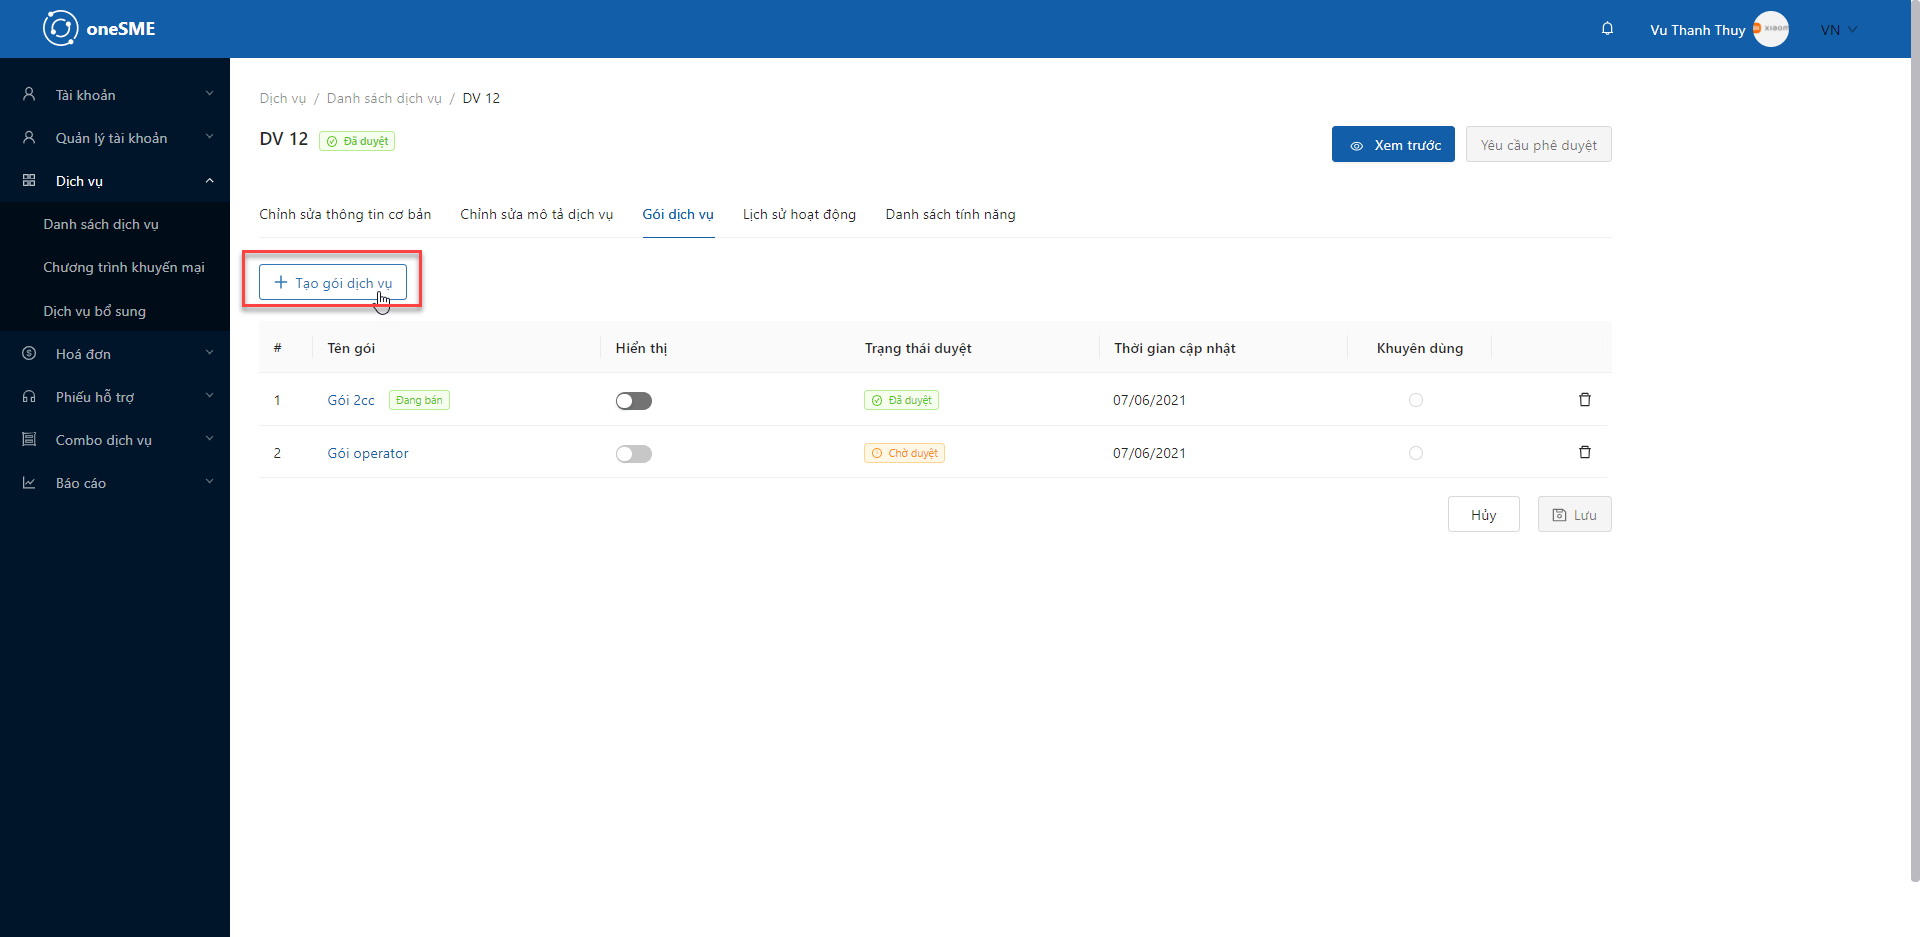 oneSME
Vu Thanh Thuy
xiaomi
VN
Tài khoản
Quản lý tài khoản
Dịch vụ
Danh sách dịch vụ
Chương trình khuyến mại
Dịch vụ bổ sung
Hoá đơn
Phiếu hỗ trợ
Combo dịch vụ
Báo cáo
Dịch vụ / Danh sách dịch vụ / DV 12
DV 12 Đã duyệt
Xem trước Yêu cầu phê duyệt
Chỉnh sửa thông tin cơ bản Chỉnh sửa mô tả dịch vụ Gói dịch vụ Lịch sử hoạt động Danh sách tính năng
+ Tạo gói dịch vụ
# Tên gói Hiển thị Trạng thái duyệt Thời gian cập nhật Khuyên dùng
1 Gói 2cc Đang bán Đã duyệt 07/06/2021
2 Gói operator Chờ duyệt 07/06/2021
Hủy Lưu